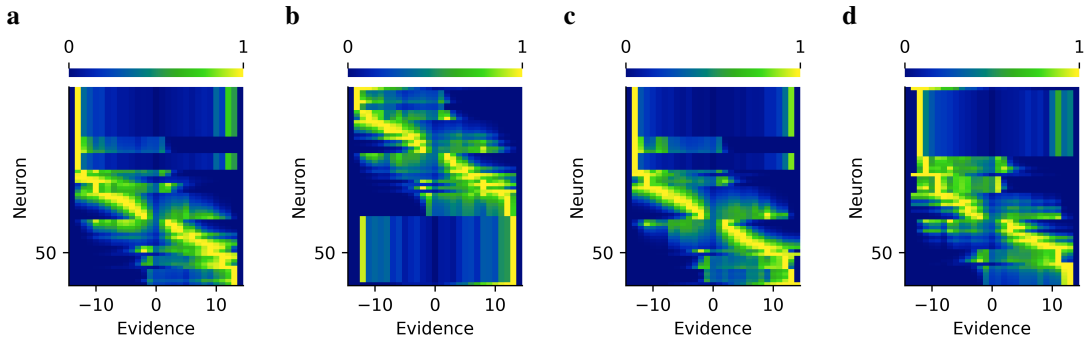 a b c d
0 1 0 1 0 1 0 1
Neuron Neuron Neuron Neuron
50 50 50 50
−10 0 10 −10 0 10 −10 0 10 −10 0 10
Evidence Evidence Evidence Evidence